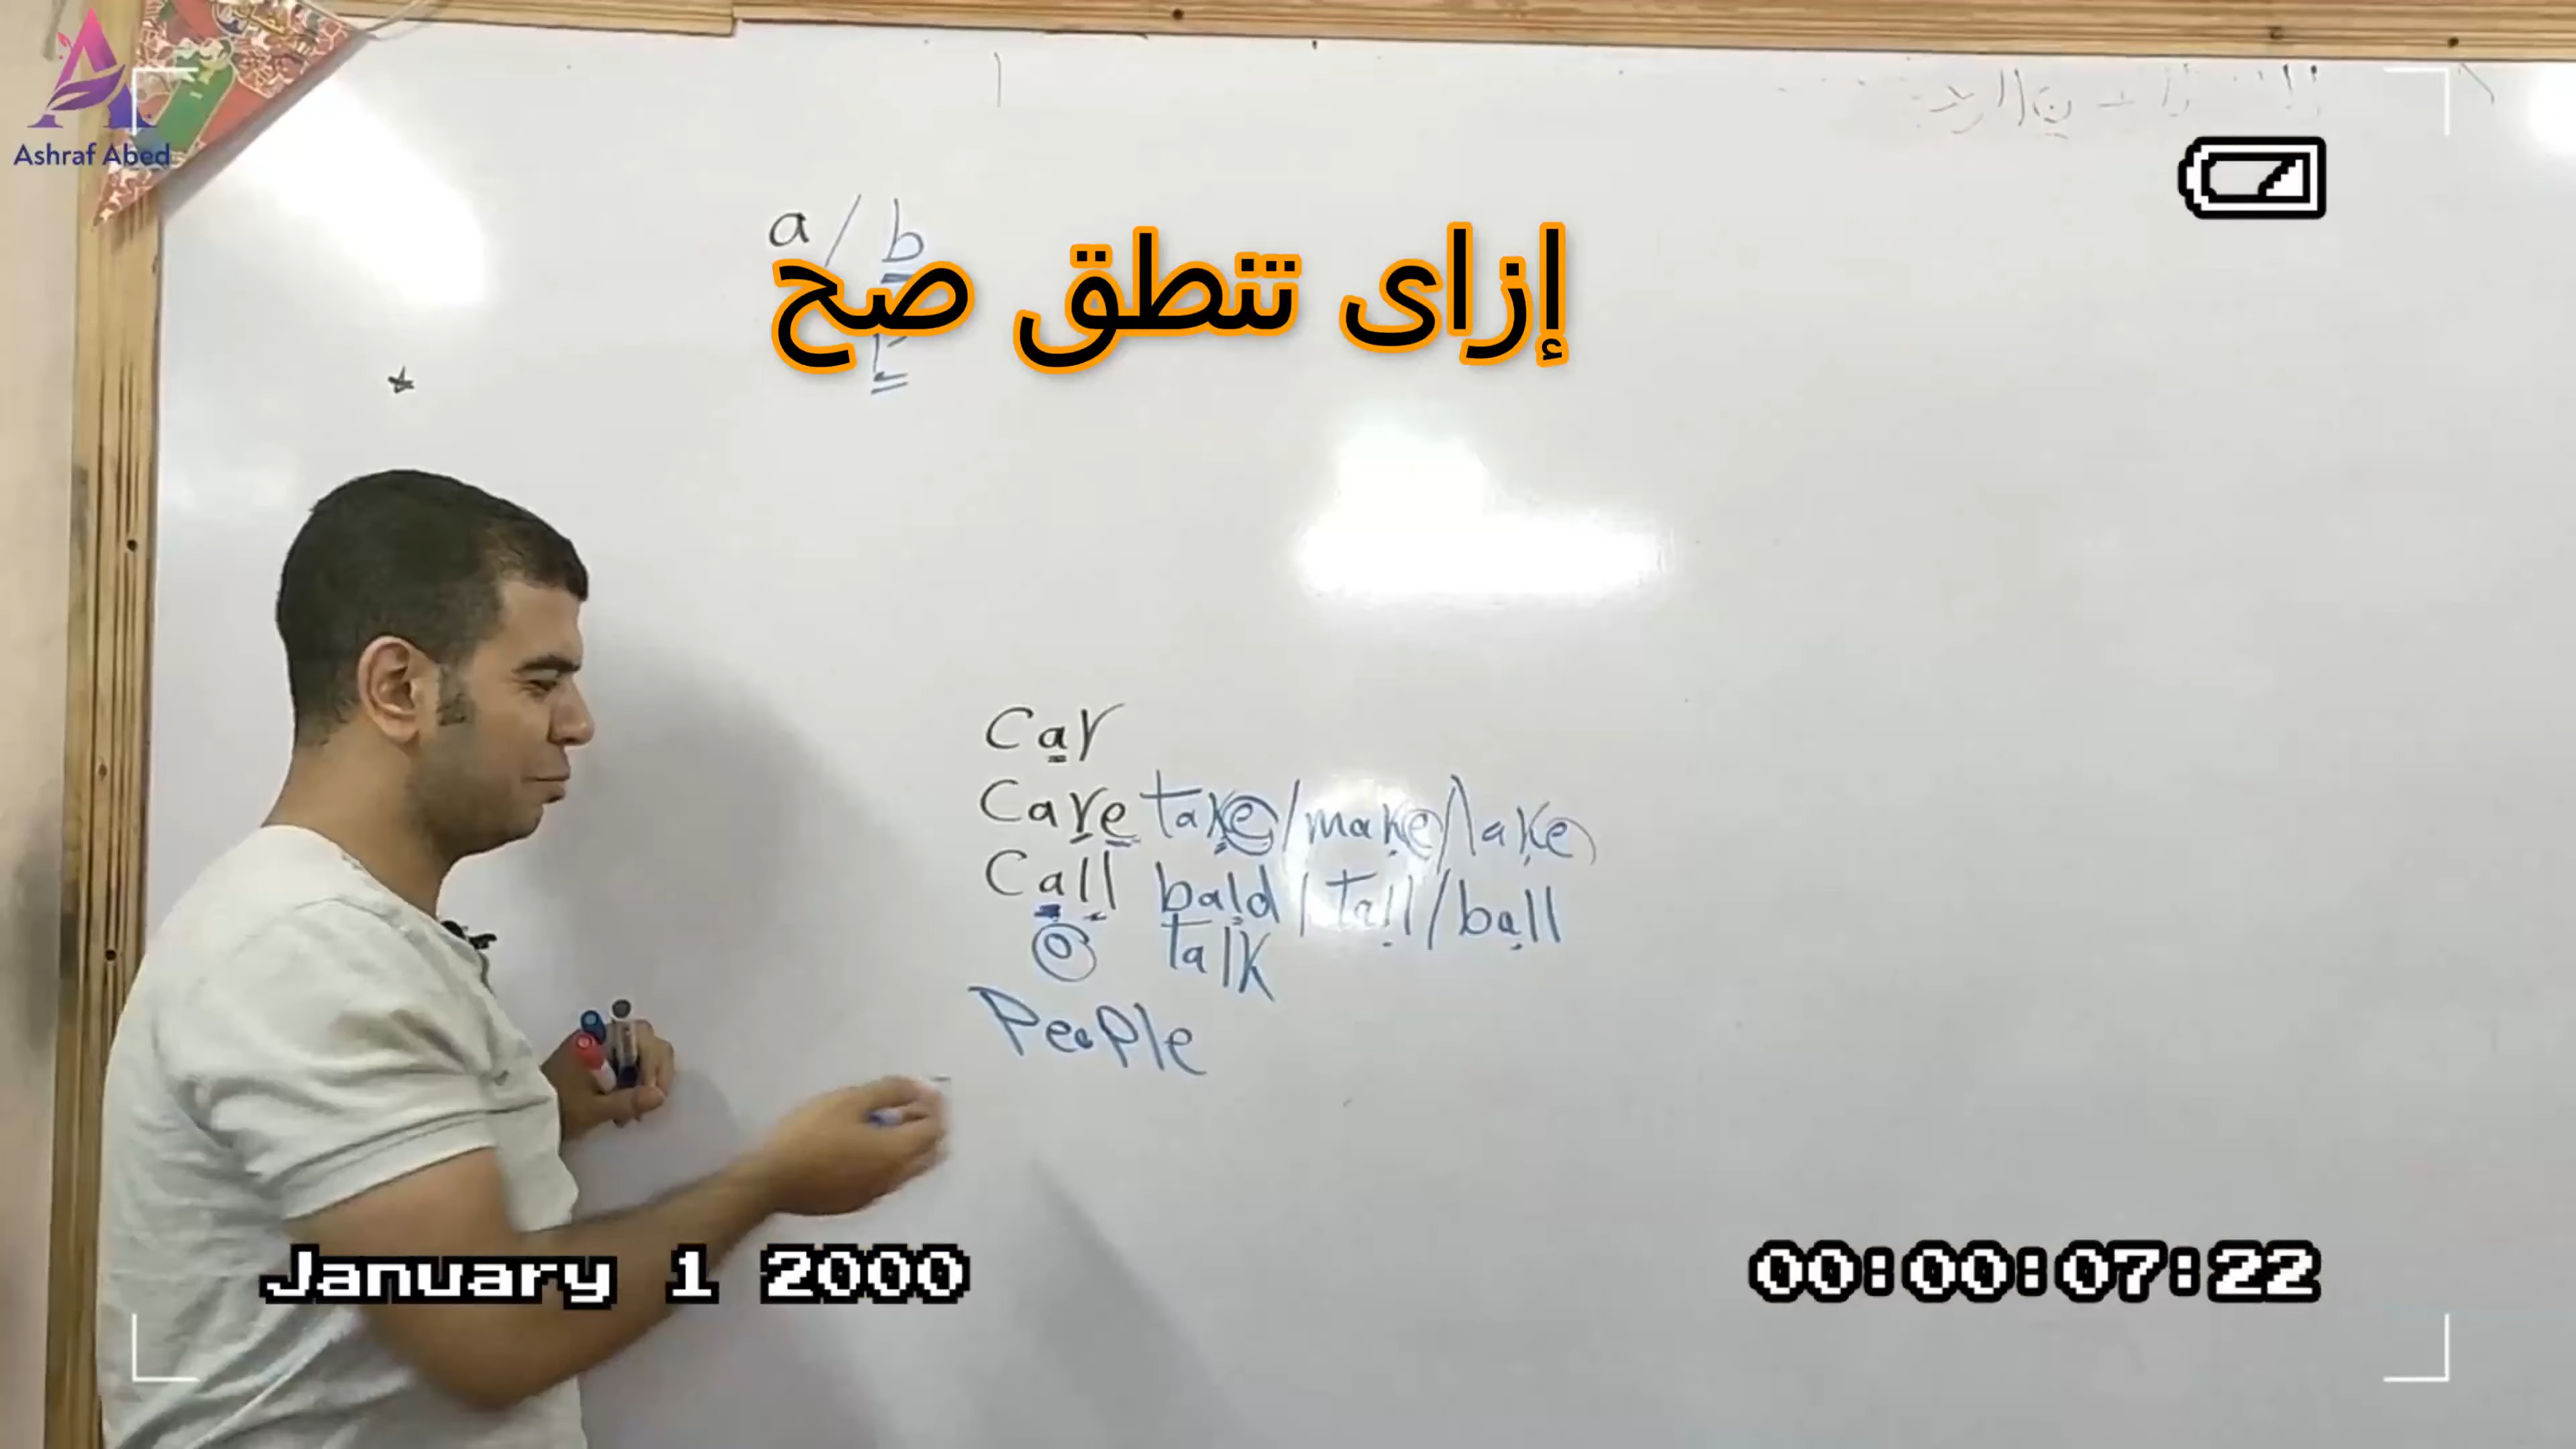 Ashraf Abed
a / b
إزاى تنطق صح
Car
Care take / make / lake
Call bald / tall / ball
o talk
People
January 1 2000
00:00:07:22